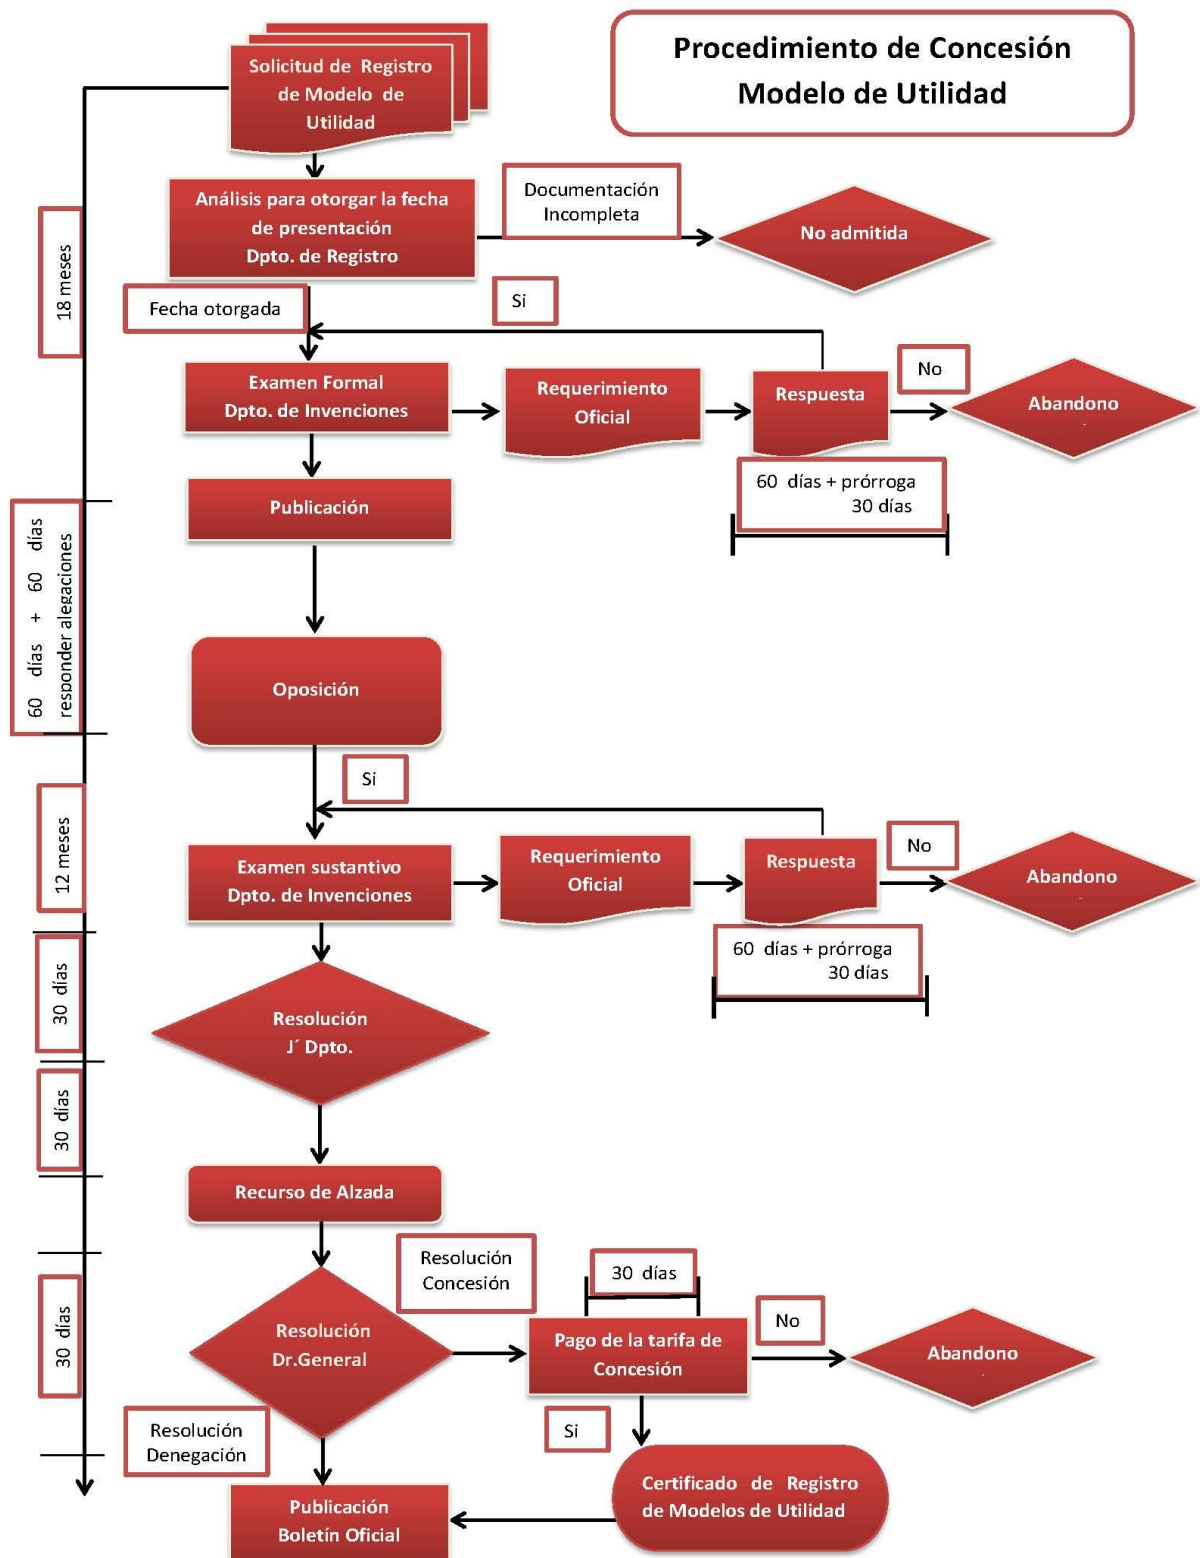 Procedimiento de Concesión
Modelo de Utilidad
Solicitud de Registro
de Modelo de
Utilidad
Análisis para otorgar la fecha
de presentación
Dpto. de Registro
Documentación
Incompleta
No admitida
18 meses
Fecha otorgada
Si
Examen Formal
Dpto. de Invenciones
Requerimiento
Oficial
Respuesta
No
Abandono
60 días + prórroga
30 días
Publicación
60 días + 60 días
responder alegaciones
Oposición
Si
12 meses
Examen sustantivo
Dpto. de Invenciones
Requerimiento
Oficial
Respuesta
No
Abandono
60 días + prórroga
30 días
30 días
Resolución
J´ Dpto.
30 días
Recurso de Alzada
Resolución
Concesión
30 días
30 días
Resolución
Dr.General
Pago de la tarifa de
Concesión
No
Abandono
Resolución
Denegación
Si
Certificado de Registro
de Modelos de Utilidad
Publicación
Boletín Oficial